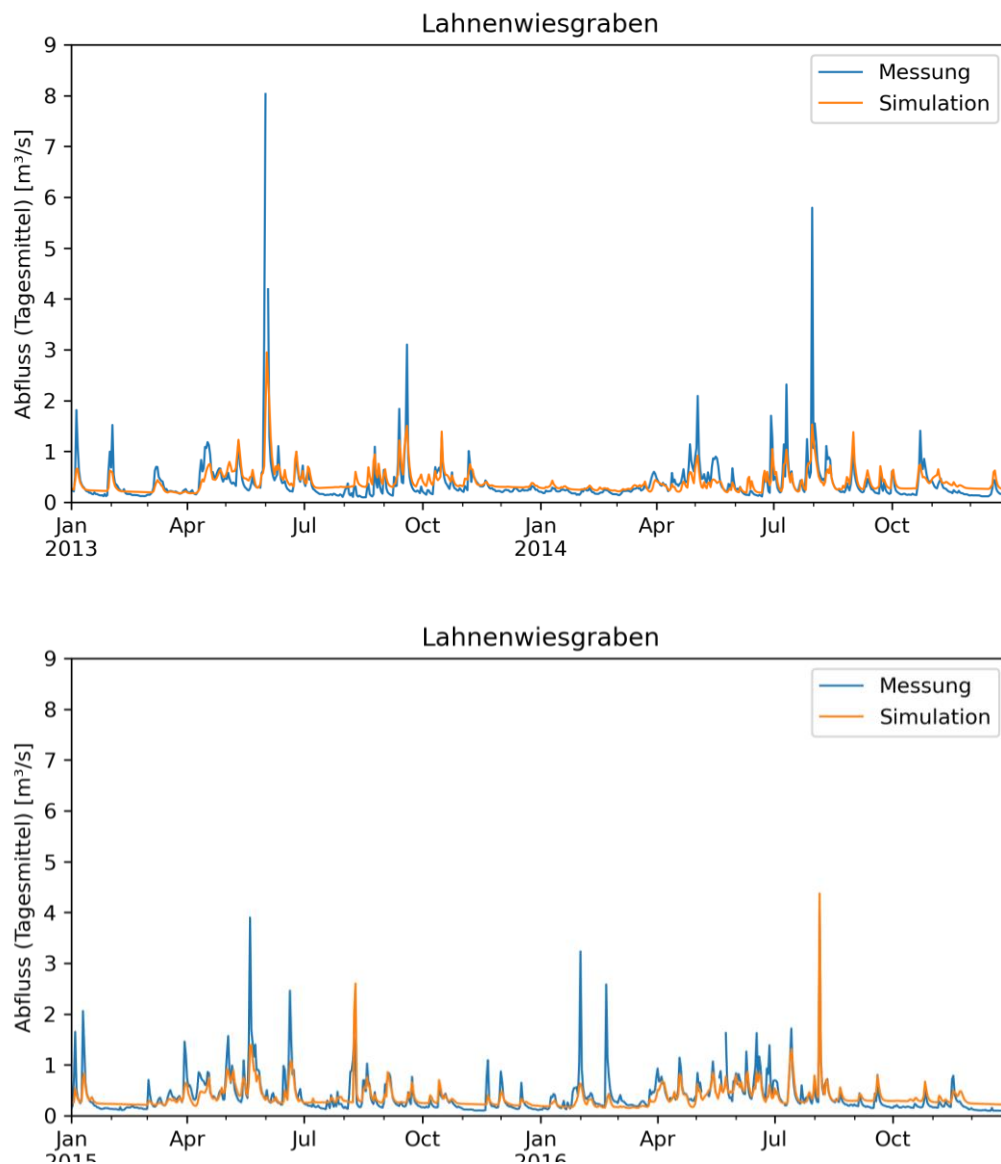 Lahnenwiesgraben
Messung
Simulation
Abfluss (Tagesmittel) [m³/s]
9
8
7
6
5
4
3
2
1
0
Jan Apr Jul Oct Jan Apr Jul Oct
2013 2014
Lahnenwiesgraben
Messung
Simulation
Abfluss (Tagesmittel) [m³/s]
9
8
7
6
5
4
3
2
1
0
Jan Apr Jul Oct Jan Apr Jul Oct
2015 2016